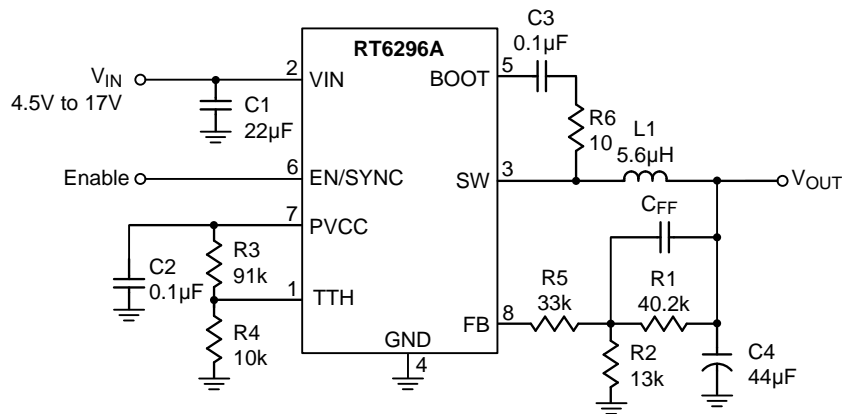 RT6296A
VIN
4.5V to 17V
C1
22µF
2
VIN
BOOT
5
C3
0.1µF
R6
10
L1
5.6µH
Enable
6
EN/SYNC
SW
3
VOUT
CFF
7
PVCC
C2
0.1µF
R3
91k
1
TTH
R4
10k
GND
4
FB
8
R5
33k
R1
40.2k
R2
13k
C4
44µF